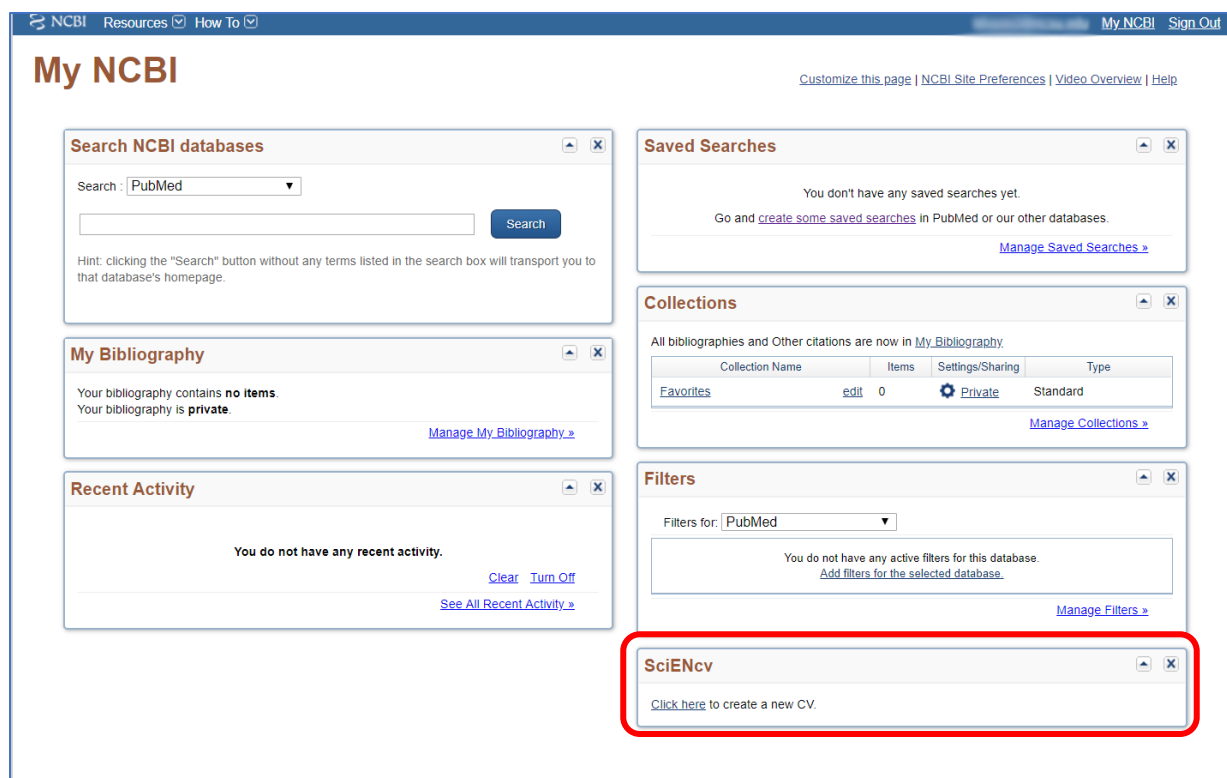 NCBI Resources How To My NCBI Sign Out
My NCBI
Customize this page | NCBI Site Preferences | Video Overview | Help
Search NCBI databases
Search : PubMed
Search
Hint: clicking the "Search" button without any terms listed in the search box will transport you to
that database's homepage.
My Bibliography
Your bibliography contains no items.
Your bibliography is private.
Manage My Bibliography »
Recent Activity
You do not have any recent activity.
Clear Turn Off
See All Recent Activity »
Saved Searches
You don't have any saved searches yet.
Go and create some saved searches in PubMed or our other databases.
Manage Saved Searches »
Collections
All bibliographies and Other citations are now in My Bibliography
Collection Name Items Settings/Sharing Type
Favorites edit 0 Private Standard
Manage Collections »
Filters
Filters for: PubMed
You do not have any active filters for this database.
Add filters for the selected database.
Manage Filters »
SciENcv
Click here to create a new CV.